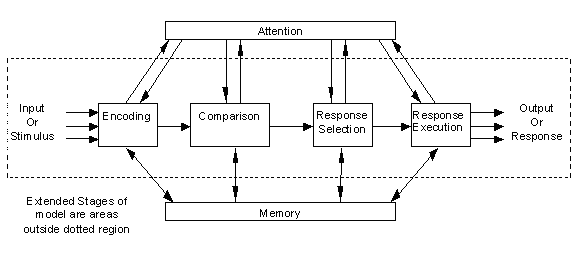 Attention
Input
Or
Stimulus
Encoding
Comparison
Response
Selection
Response
Execution
Output
Or
Response
Extended Stages of
model are areas
outside dotted region
Memory